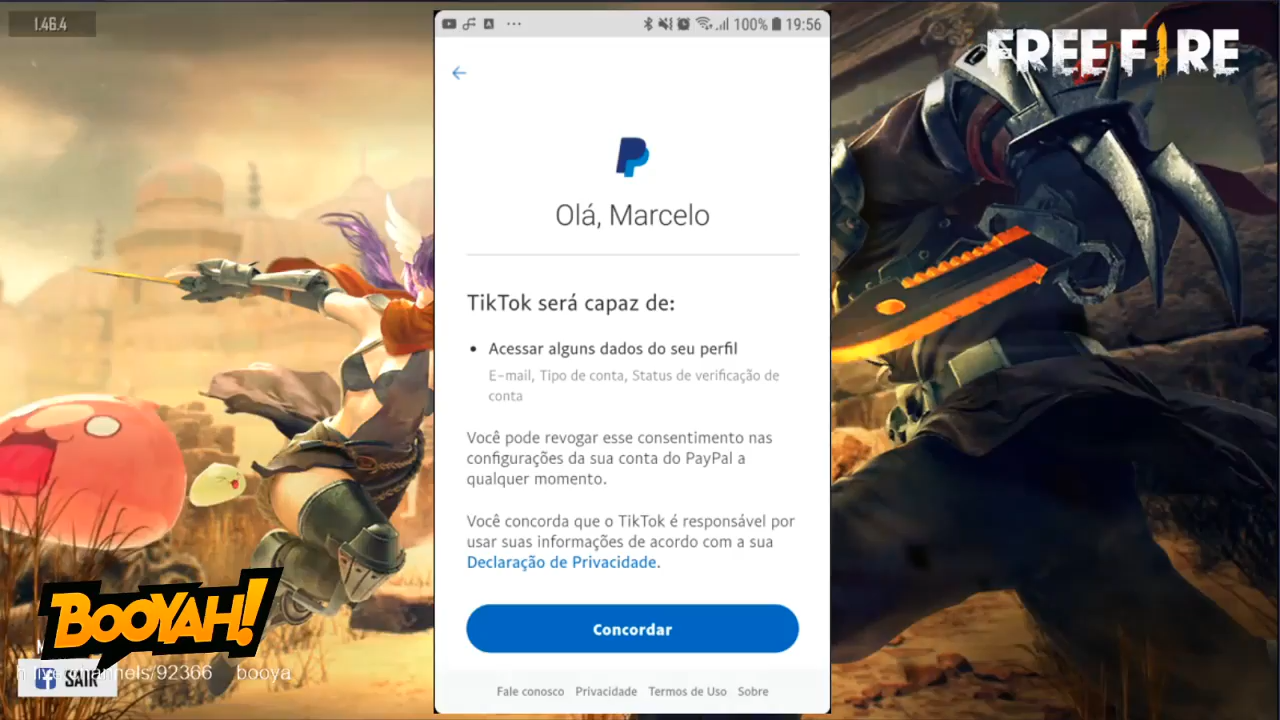 1.46.4
100% 19:56
FREE FIRE
Olá, Marcelo
TikTok será capaz de:
• Acessar alguns dados do seu perfil
E-mail, Tipo de conta, Status de verificação de
conta
Você pode revogar esse consentimento nas
configurações da sua conta do PayPal a
qualquer momento.
Você concorda que o TikTok é responsável por
usar suas informações de acordo com a sua
Declaração de Privacidade.
Concordar
Fale conosco Privacidade Termos de Uso Sobre
BOOYAH!
nnels/92366 booya
SAIR